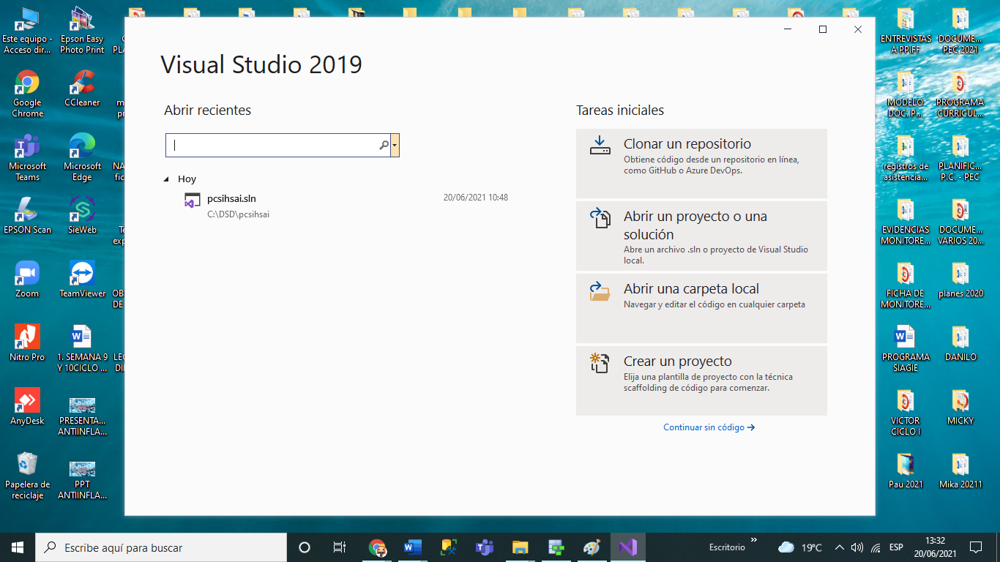 Este equipo -
Acceso dir...
Epson Easy
Photo Print
Google
Chrome
CCleaner
Microsoft
Teams
Microsoft
Edge
EPSON Scan
SieWeb
Zoom
TeamViewer
Nitro Pro
1. SEMANA 9
Y 10CICLO ...
AnyDesk
PRESENTA...
ANTIINFLA...
Papelera de
reciclaje
PPT
ANTIINFLA...
Visual Studio 2019
Abrir recientes
Hoy
pcsihsai.sln
20/06/2021 10:48
C:\DSD\pcsihsai
Tareas iniciales
Clonar un repositorio
Obtiene código desde un repositorio en línea,
como GitHub o Azure DevOps.
Abrir un proyecto o una
solución
Abre un archivo .sln o proyecto de Visual Studio
local.
Abrir una carpeta local
Navegar y editar el código en cualquier carpeta
Crear un proyecto
Elija una plantilla de proyecto con la técnica
scaffolding de código para comenzar.
Continuar sin código →
ENTREVISTAS
A PP.FF
DOCUME...
PEC 2021
MODELO
DOC. P...
PROGRAMA
CURRICUL...
registros de
asistencia...
PLANIFIC...
P.C. - PEC
EVIDENCIAS
MONITORE...
DOCUME...
VARIOS 20...
FICHA DE
MONITORE...
planes 2020
PROGRAMA
SIAGIE
DANILO
VICTOR
CICLO I
MICKY
Pau 2021
Mika 20211
Escribe aquí para buscar
Escritorio
19°C
ESP
13:32
20/06/2021